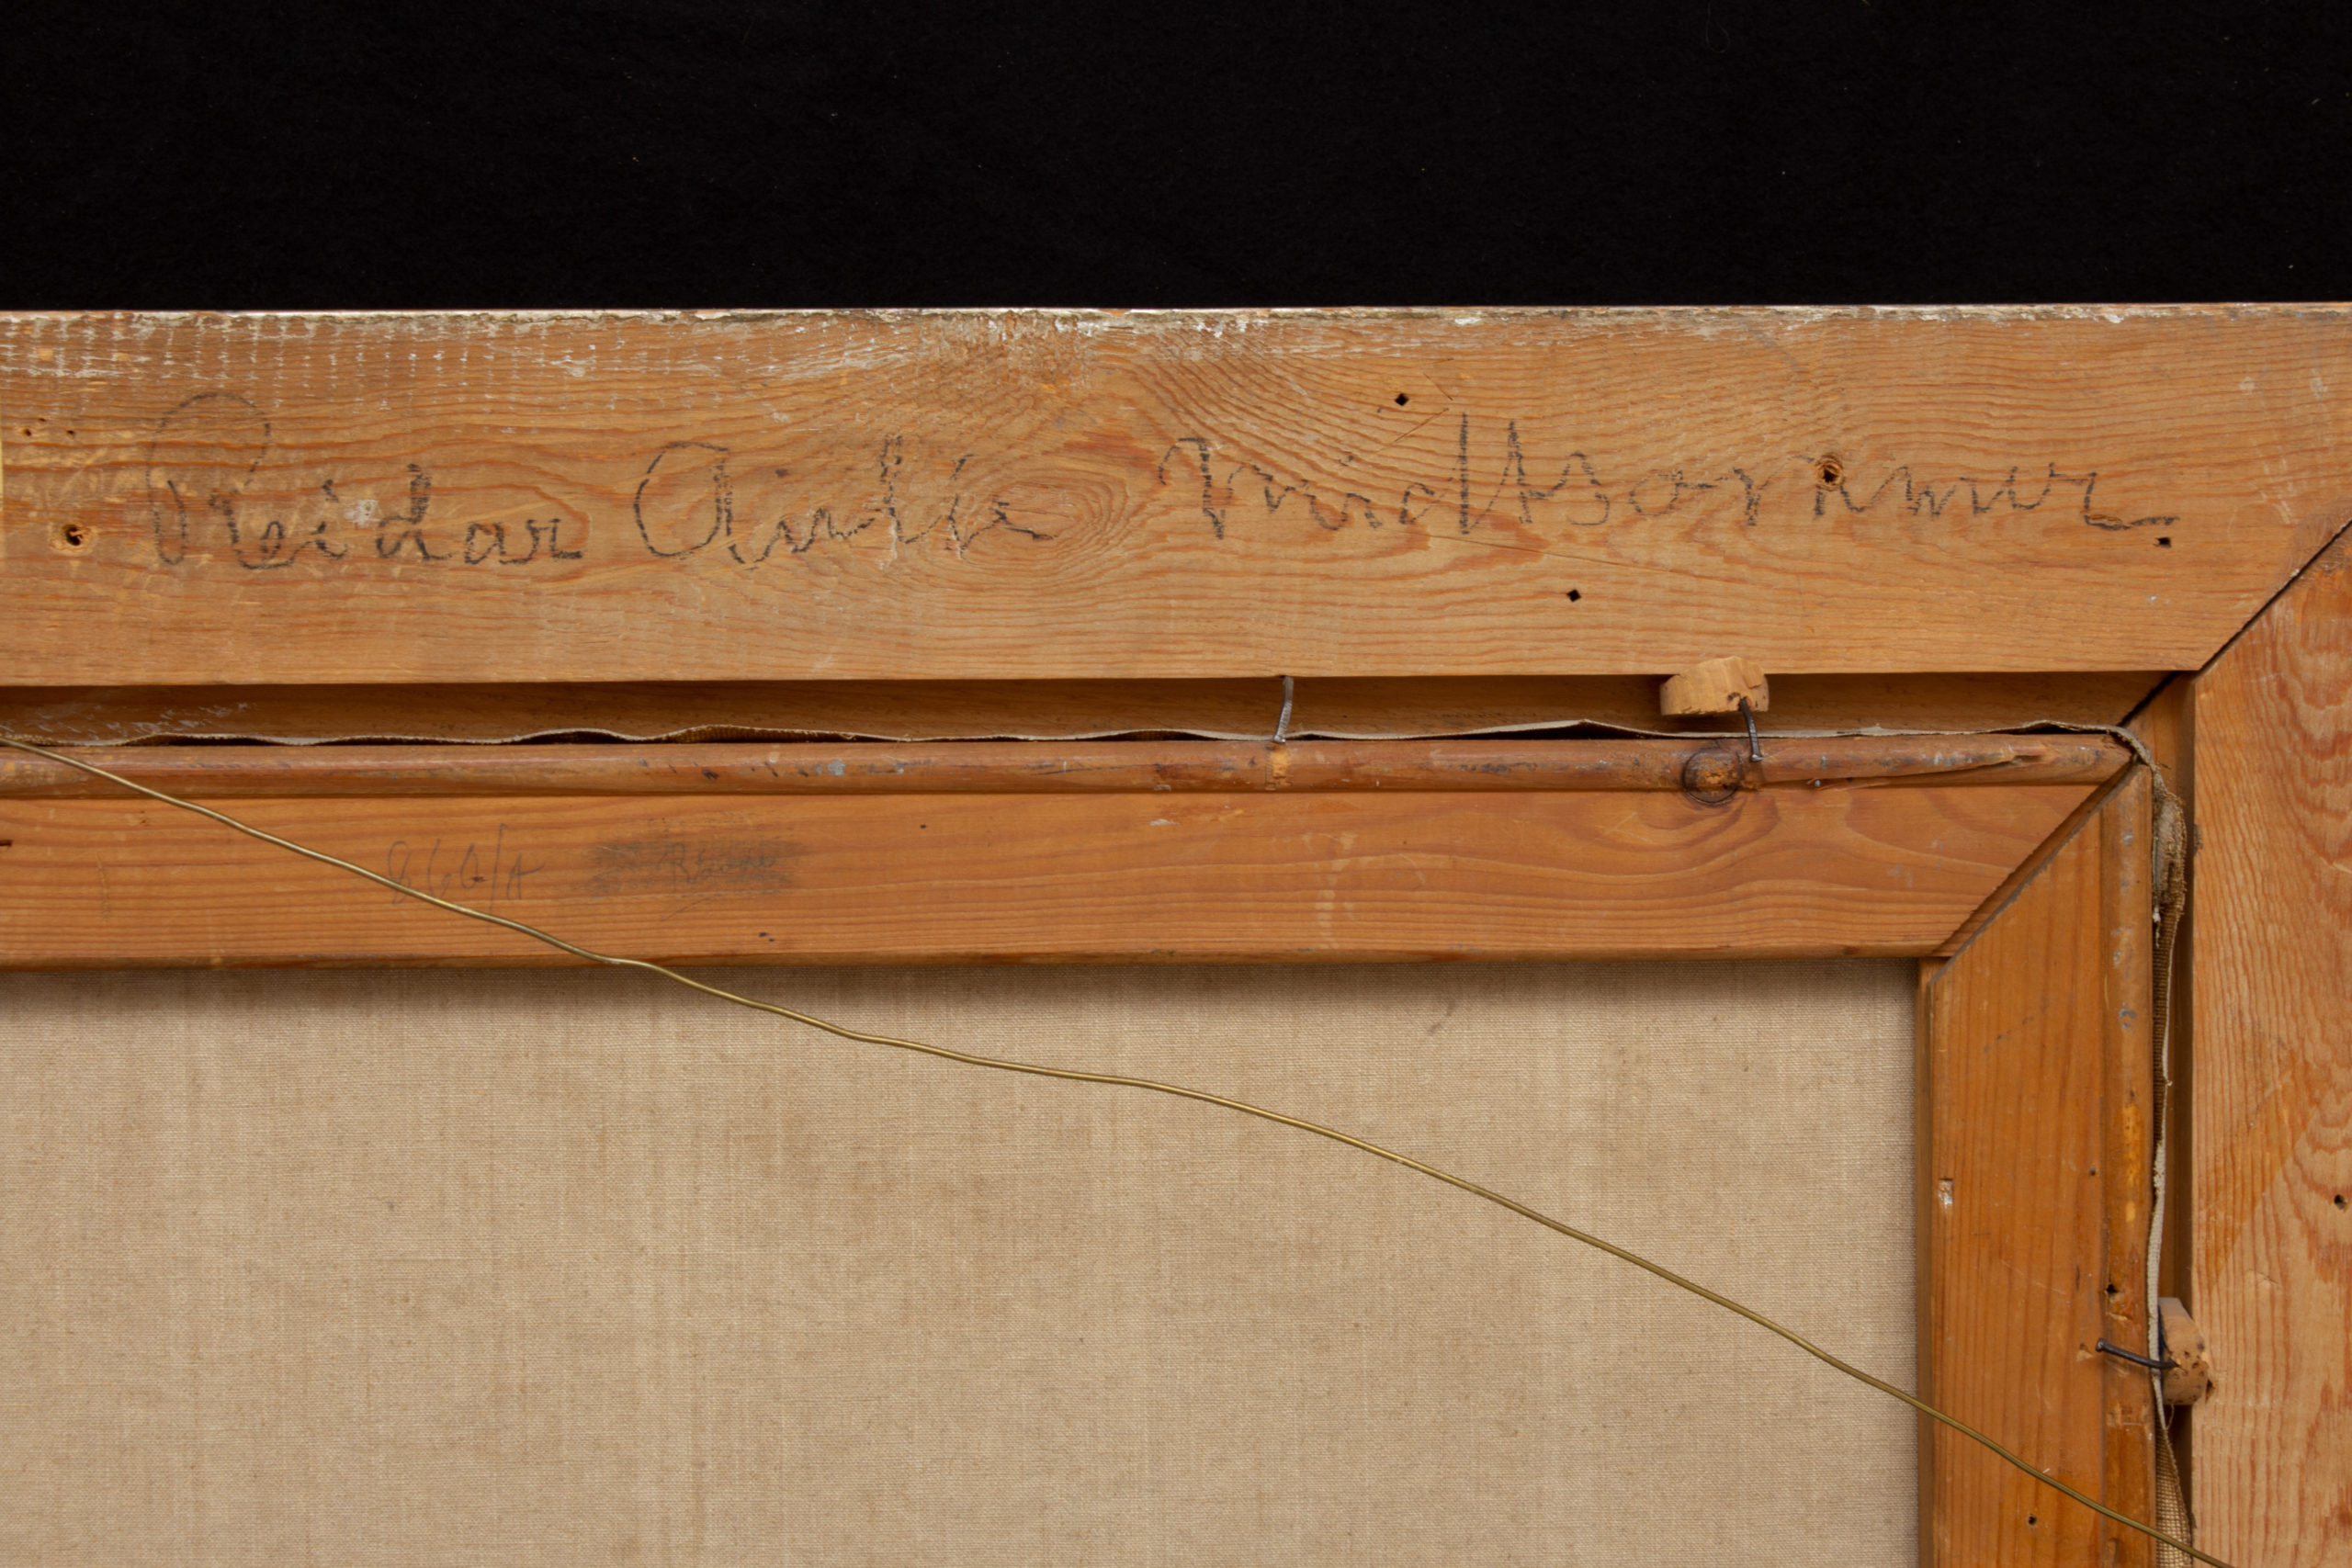 Reidar Aulie Midtsommer
860/A